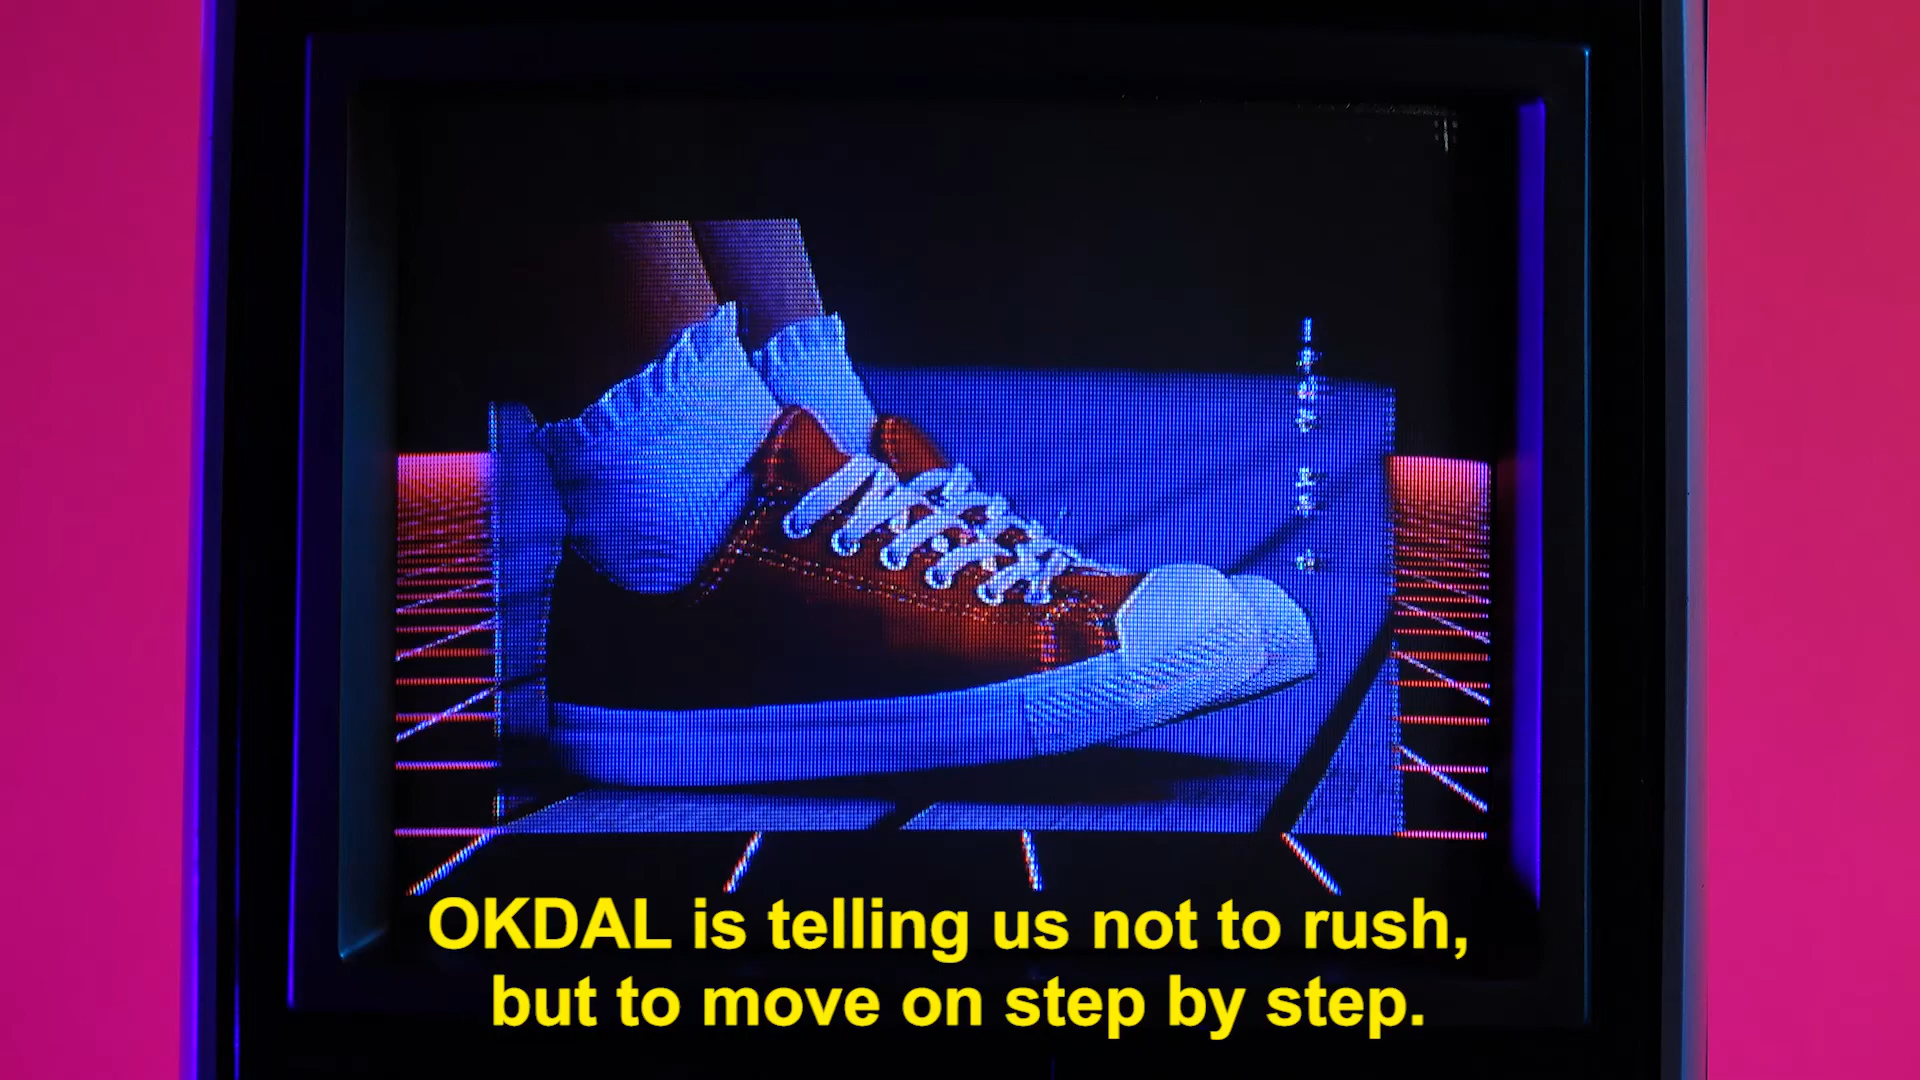 OKDAL is telling us not to rush,
but to move on step by step.